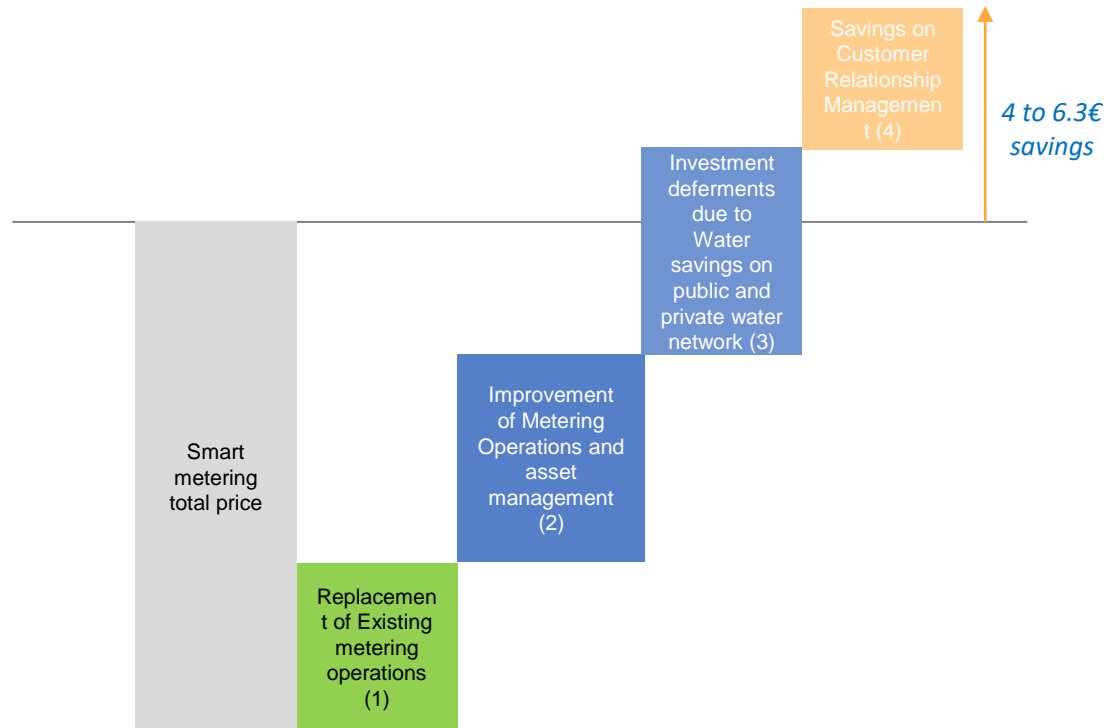 Savings on
Customer
Relationship
Managemen
t (4)
4 to 6.3€
savings
Investment
deferments
due to
Water
savings on
public and
private water
network (3)
Improvement
of Metering
Operations and
asset
management
(2)
Smart
metering
total price
Replacemen
t of Existing
metering
operations
(1)